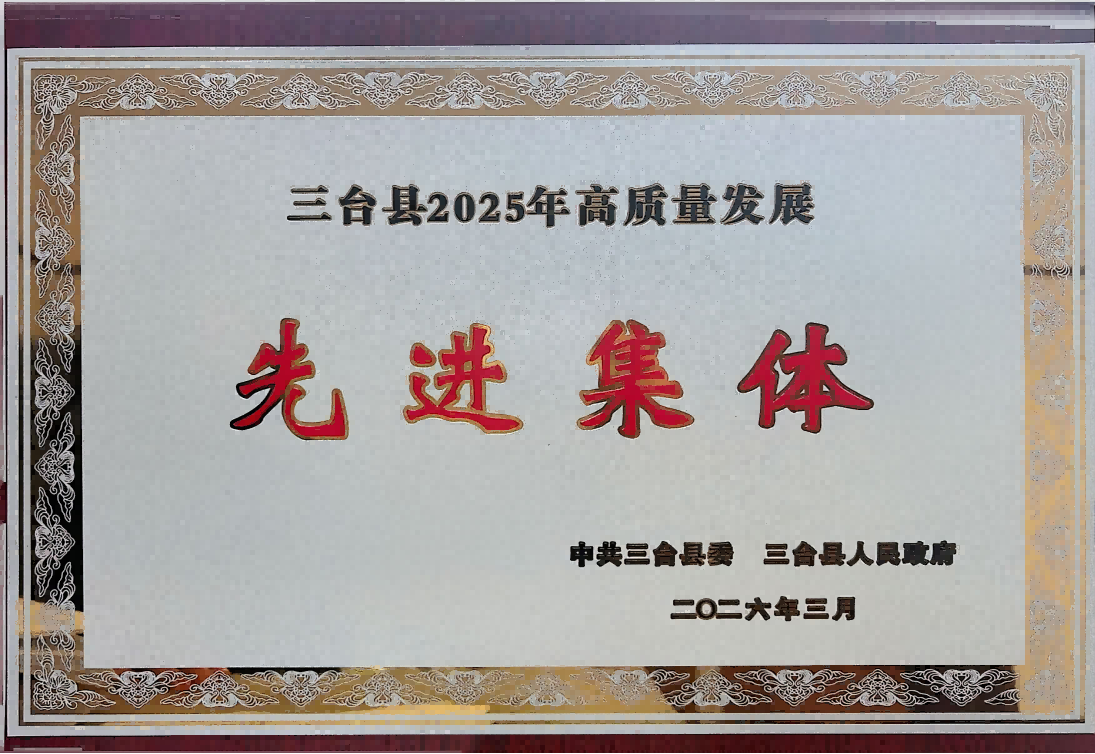 三台县2025年高质量发展
先进集体
中共三台县委 三台县人民政府
二〇二六年三月